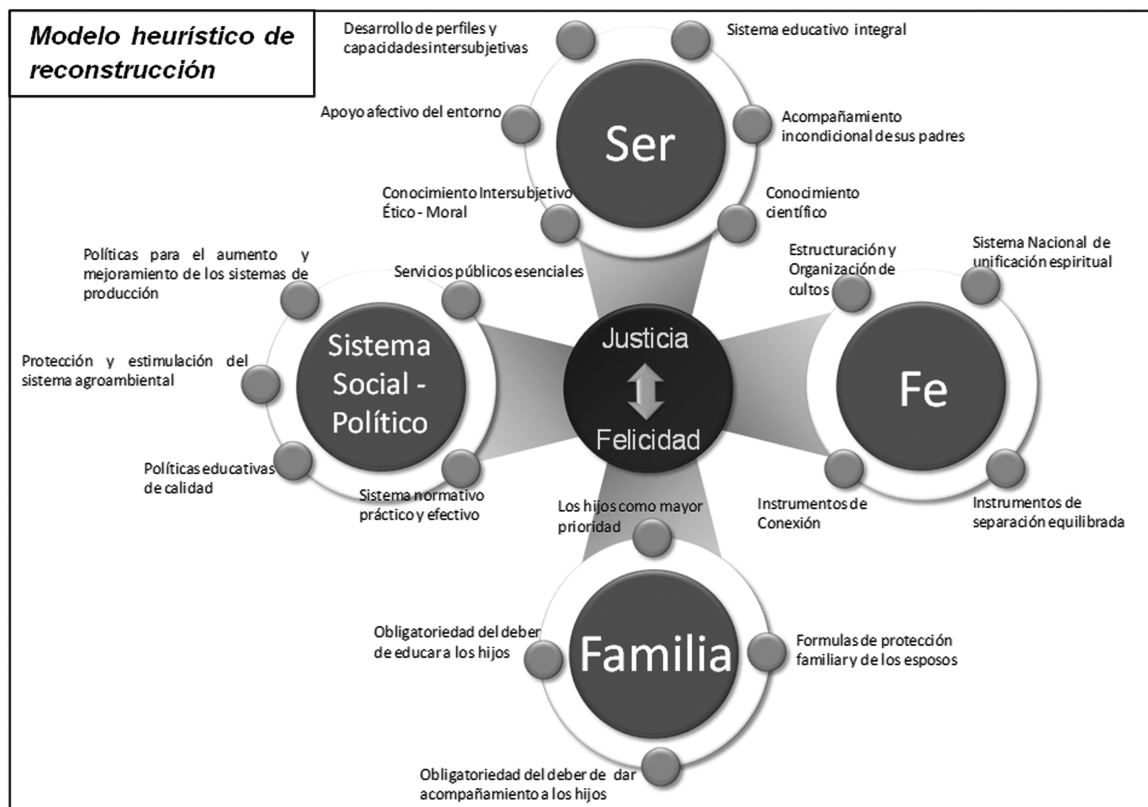 Modelo heurístico de
reconstrucción
Desarrollo de perfiles y
capacidades intersubjetivas
Sistema educativo integral
Apoyo afectivo del entorno
Acompañamiento
incondicional de sus padres
Ser
Conocimiento Intersubjetivo
Ético - Moral
Conocimiento
científico
Políticas para el aumento y
mejoramiento de los sistemas de
producción
Servicios públicos esenciales
Protección y estimulación del
sistema agroambiental
Sistema
Social -
Político
Políticas educativas
de calidad
Sistema normativo
práctico y efectivo
Justicia
Felicidad
Estructuración y
Organización de
cultos
Sistema Nacional de
unificación espiritual
Fe
Instrumentos de
Conexión
Instrumentos de
separación equilibrada
Los hijos como mayor
prioridad
Obligatoriedad del deber
de educar a los hijos
Familia
Formulas de protección
familiar y de los esposos
Obligatoriedad del deber de dar
acompañamiento a los hijos